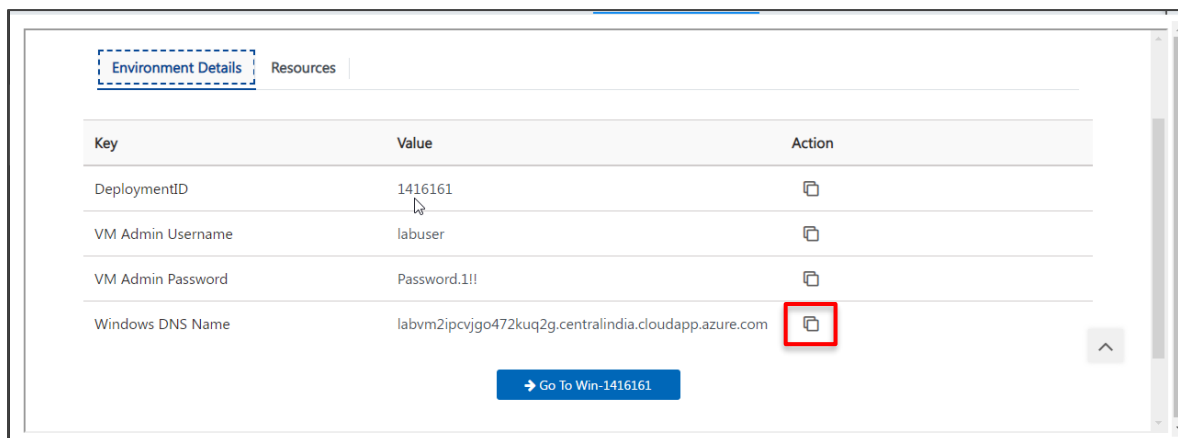 Environment Details Resources
Key Value Action
DeploymentID 1416161
VM Admin Username labuser
VM Admin Password Password.1!!
Windows DNS Name labvm2ipcvjgo472kuq2g.centralindia.cloudapp.azure.com
Go To Win-1416161